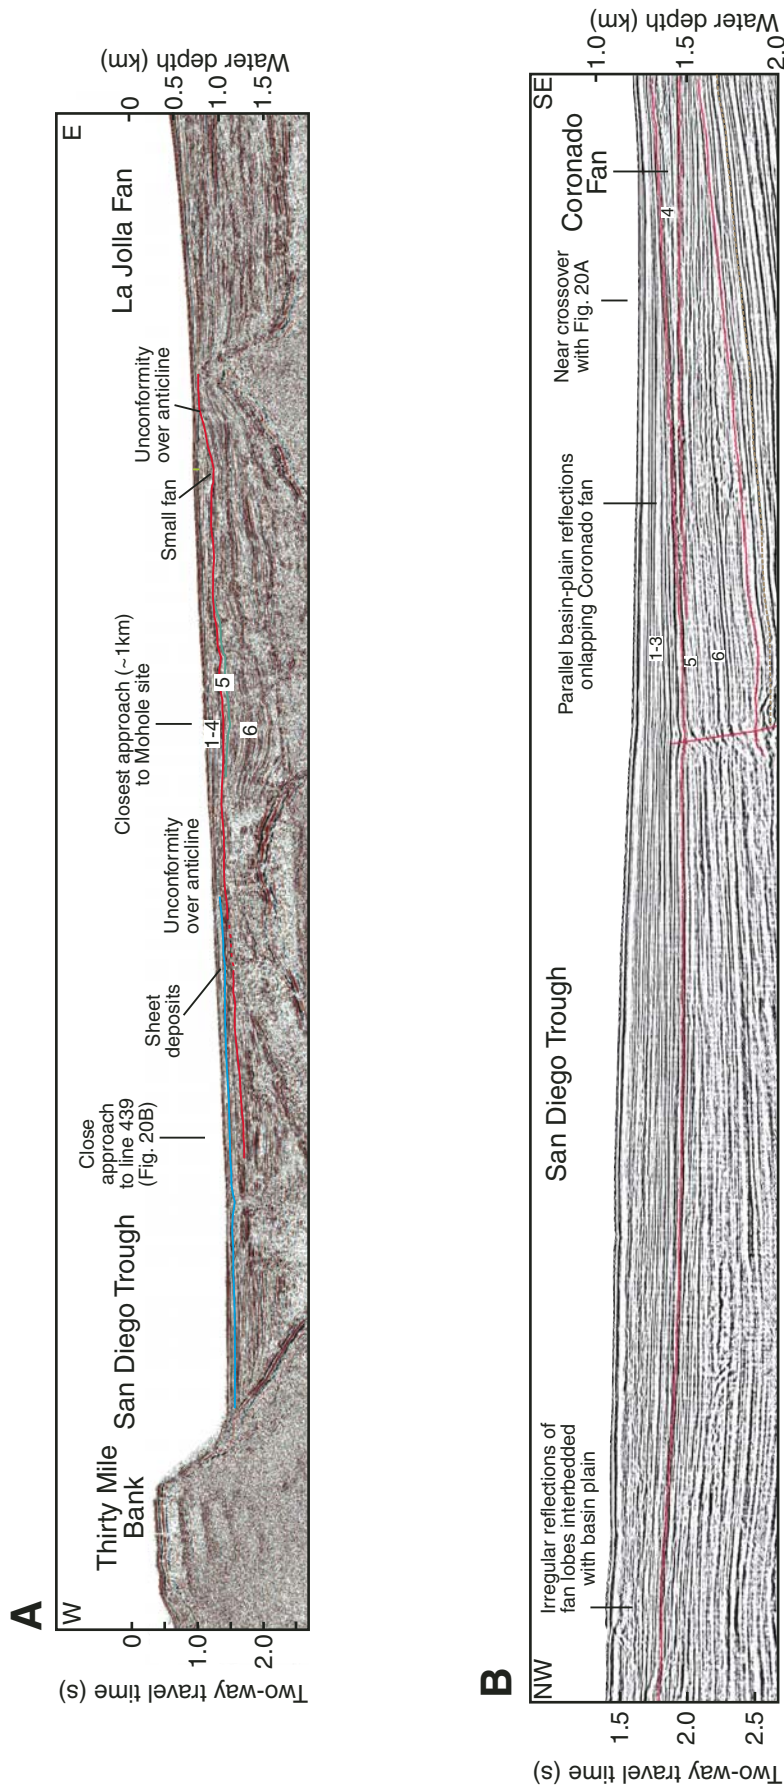 A
W
E
Thirty Mile
Bank
San Diego Trough
La Jolla Fan
Close
approach
to line 439
(Fig. 20B)
Sheet
deposits
Unconformity
over anticline
Closest approach (~1km)
to Mohole site
Small fan
Unconformity
over anticline
1-4
5
6
Two-way travel time (s)
0
1.0
2.0
Water depth
(km)
0
0.5
1.0
1.5
B
NW
SE
Irregular reflections of
fan lobes interbedded
with basin plain
San Diego Trough
Parallel basin-plain reflections
onlapping Coronado fan
Near crossover
with Fig. 20A
Coronado
Fan
1-3
4
5
6
Two-way travel time (s)
1.5
2.0
2.5
Water depth
(km)
1.0
1.5
2.0